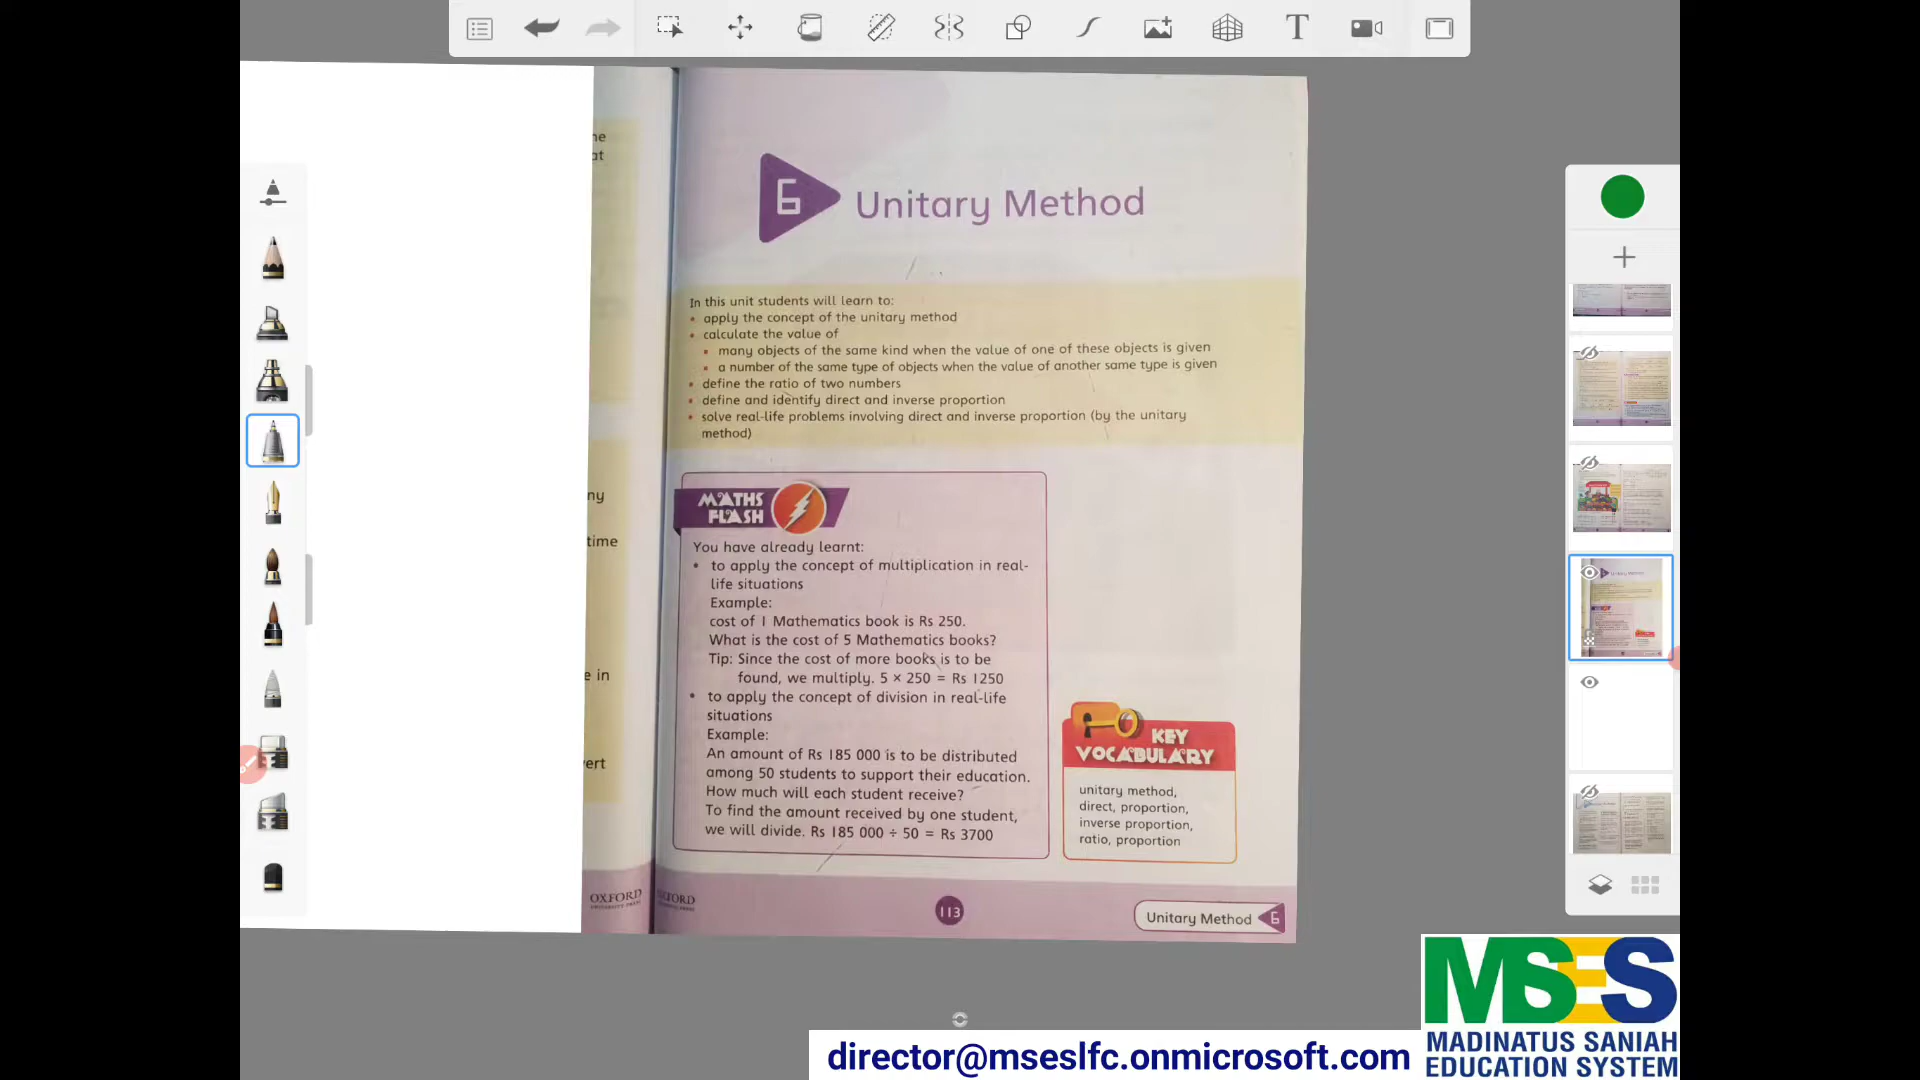 6 Unitary Method
In this unit students will learn to:
• apply the concept of the unitary method
• calculate the value of
• many objects of the same kind when the value of one of these objects is given
• a number of the same type of objects when the value of another same type is given
• define the ratio of two numbers
• define and identify direct and inverse proportion
• solve real-life problems involving direct and inverse proportion (by the unitary
method)
MATHS
FLASH
You have already learnt:
• to apply the concept of multiplication in real-
life situations
Example:
cost of 1 Mathematics book is Rs 250.
What is the cost of 5 Mathematics books?
Tip: Since the cost of more books is to be
found, we multiply. 5 × 250 = Rs 1250
• to apply the concept of division in real-life
situations
Example:
An amount of Rs 185 000 is to be distributed
among 50 students to support their education.
How much will each student receive?
To find the amount received by one student,
we will divide. Rs 185 000 ÷ 50 = Rs 3700
KEY
VOCABULARY
unitary method,
direct, proportion,
inverse proportion,
ratio, proportion
ny
time
e in
OXFORD
UNIVERSITY PRESS
113
Unitary Method 6
T
MSES
MADINATUS SANIAH
EDUCATION SYSTEM
director@mseslfc.onmicrosoft.com